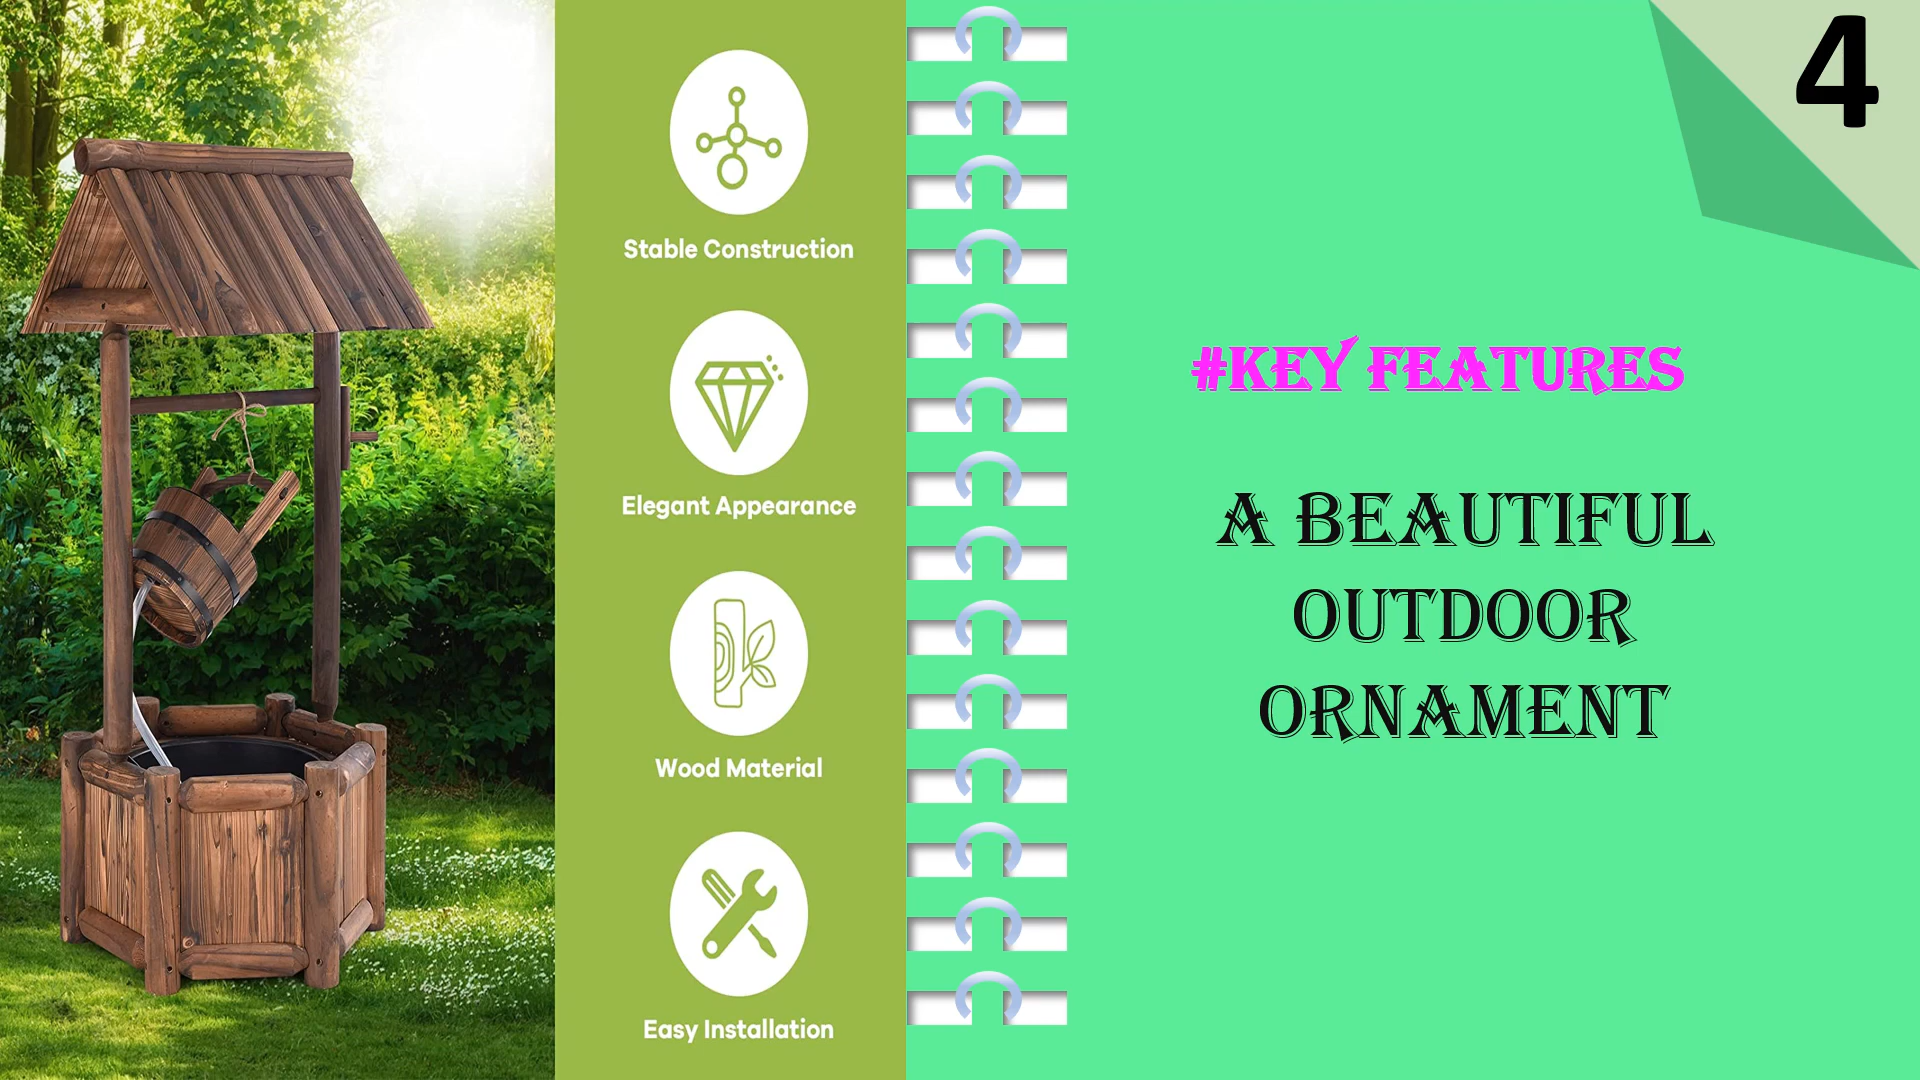 Stable Construction
Elegant Appearance
Wood Material
Easy Installation
4
#KEY FEATURES
A BEAUTIFUL
OUTDOOR
ORNAMENT